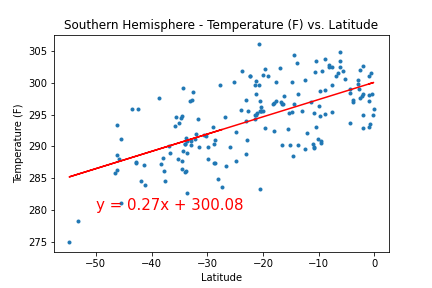 Southern Hemisphere - Temperature (F) vs. Latitude
Temperature (F)
305
300
295
290
285
280
275
y = 0.27x + 300.08
−50 −40 −30 −20 −10 0
Latitude